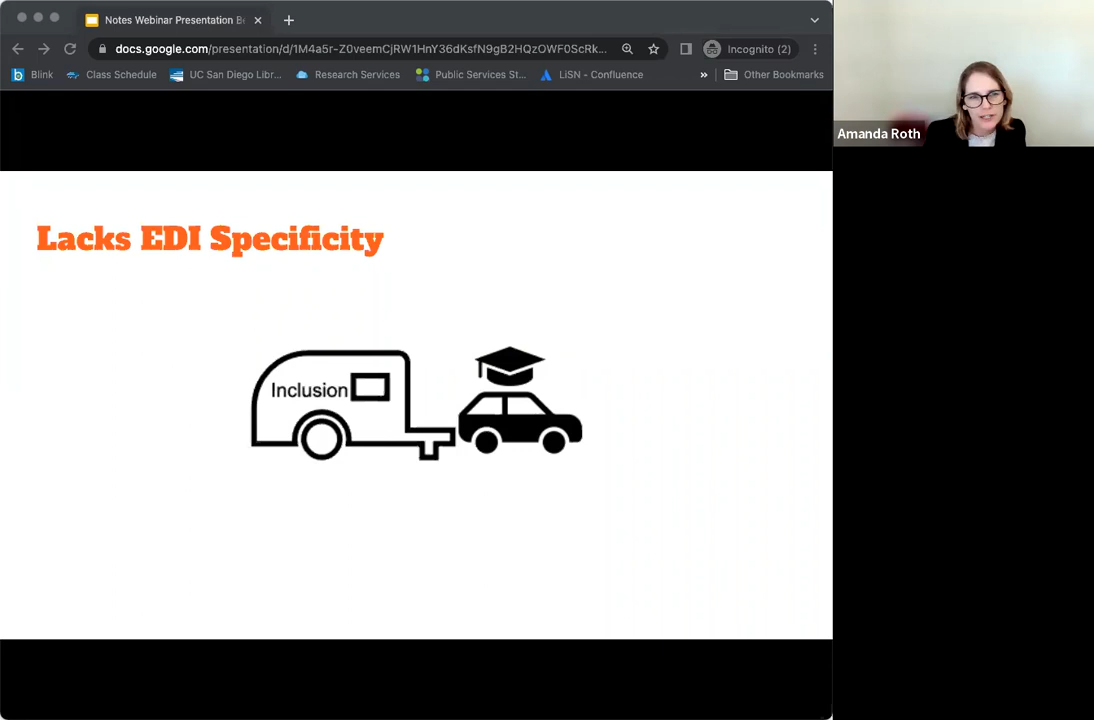 Notes Webinar Presentation Be
docs.google.com/presentation/d/1M4a5r-Z0veemCjRW1HnY36dKsfN9gB2HQzOWF0ScRk...
Incognito (2)
Blink
Class Schedule
UC San Diego Libr...
Research Services
Public Services St...
LiSN - Confluence
»
Other Bookmarks
Amanda Roth
Lacks EDI Specificity
Inclusion